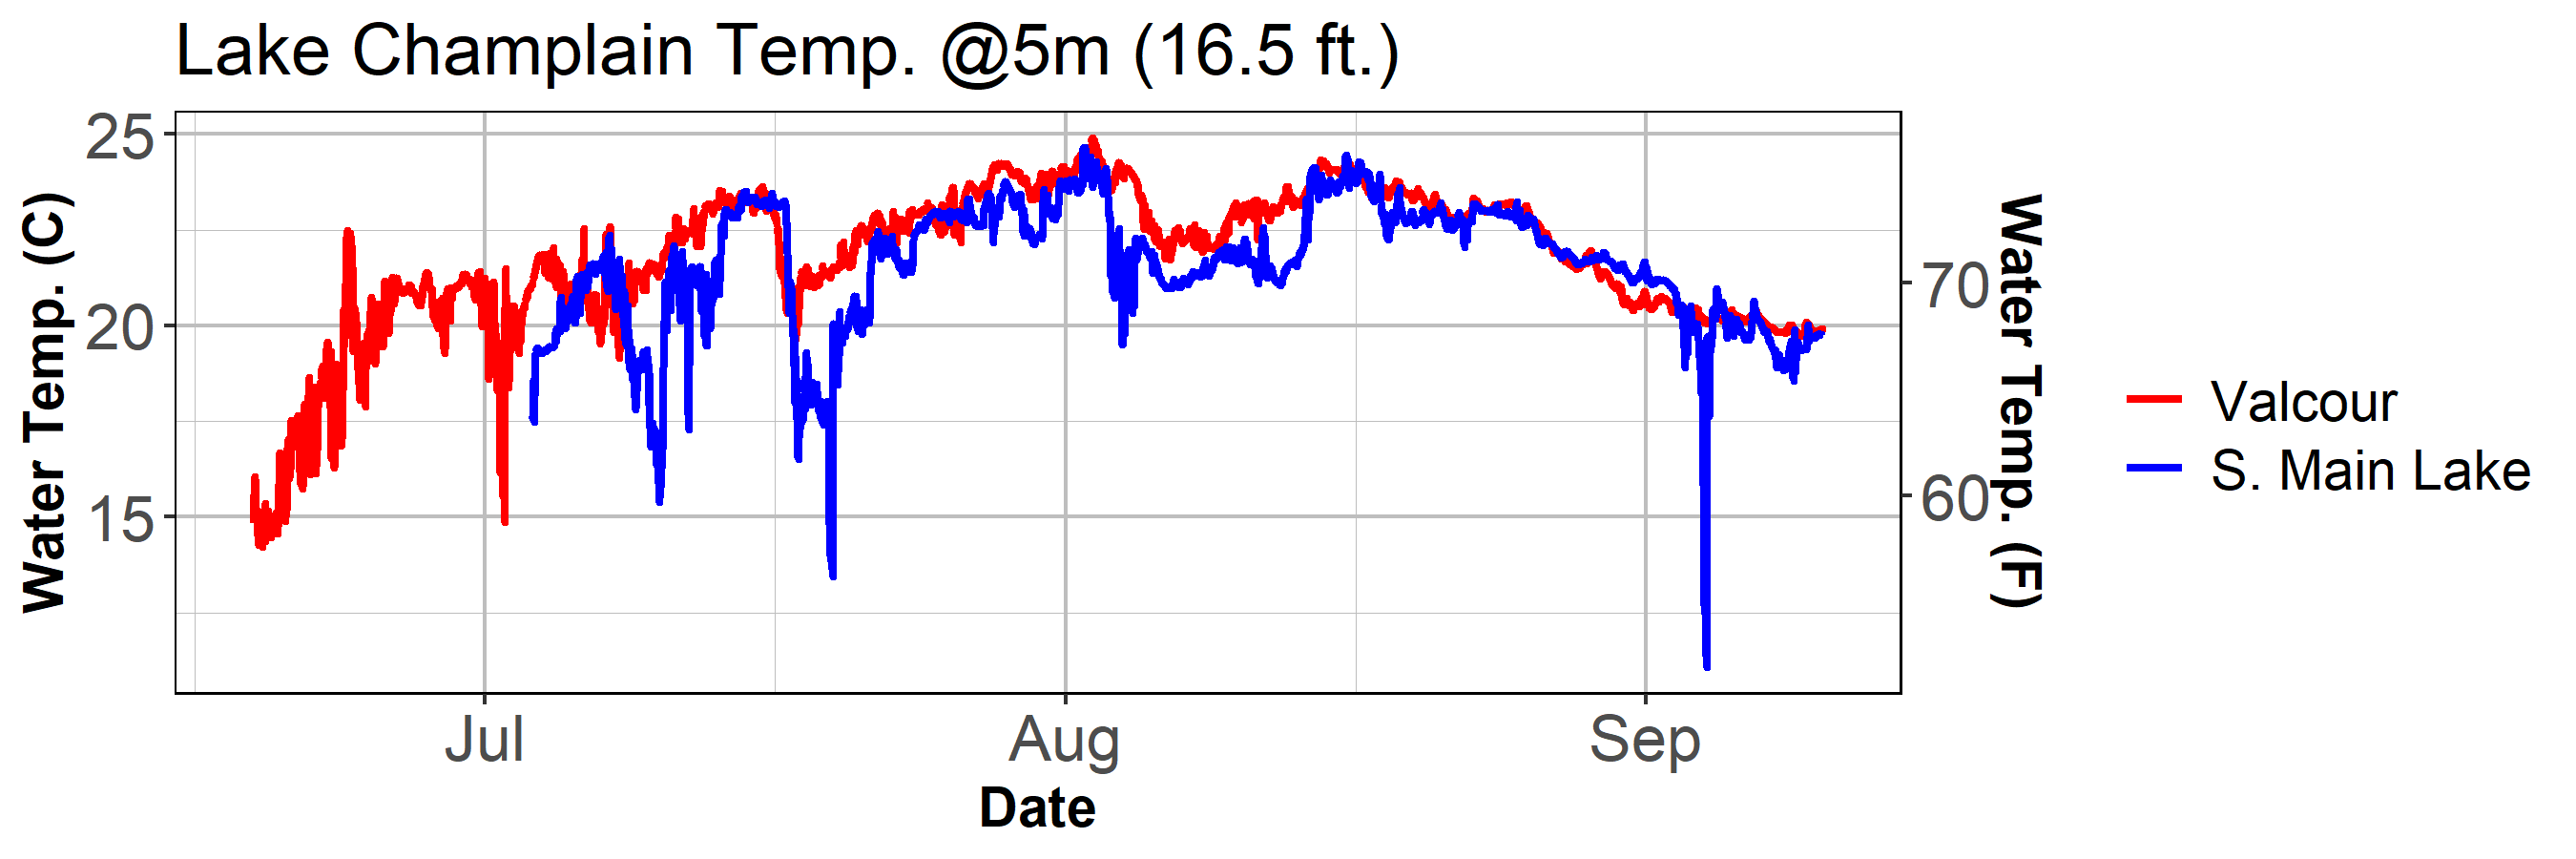 Lake Champlain Temp. @5m (16.5 ft.)
Water Temp. (C)
25
20
15
70
60
Water Temp. (F)
Jul
Aug
Sep
Date
Valcour
S. Main Lake